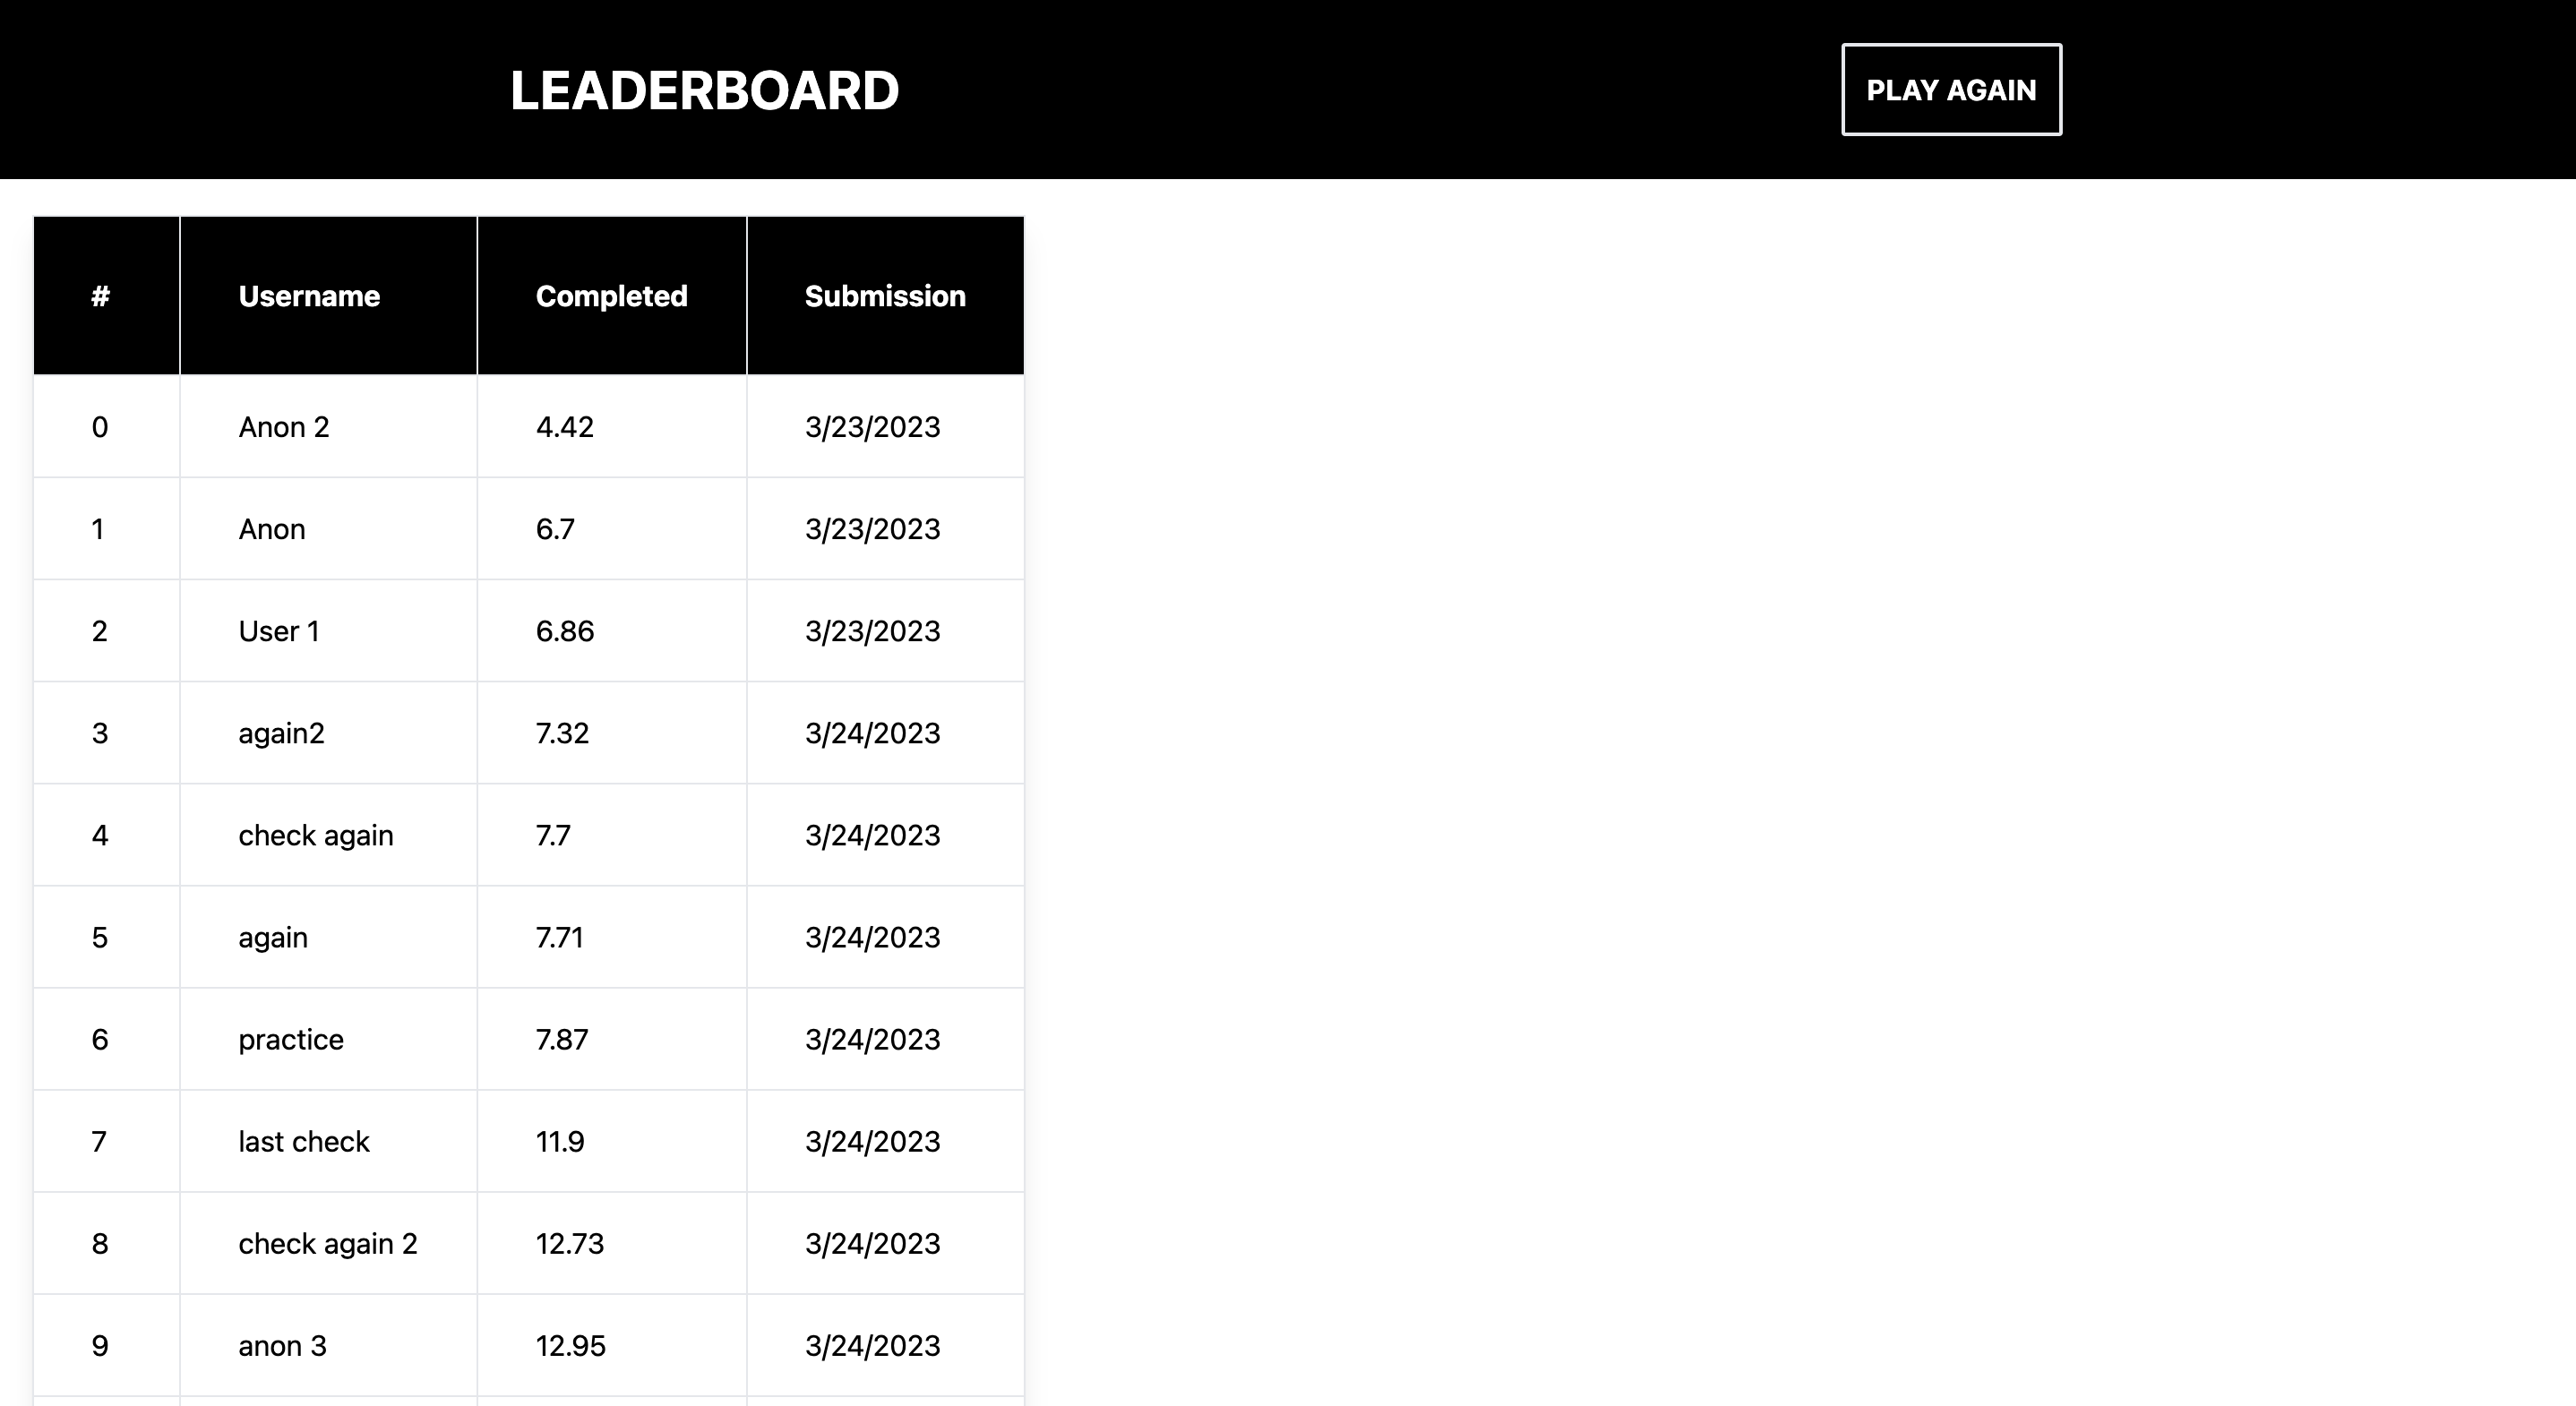 LEADERBOARD
PLAY AGAIN
# Username Completed Submission
0 Anon 2 4.42 3/23/2023
1 Anon 6.7 3/23/2023
2 User 1 6.86 3/23/2023
3 again2 7.32 3/24/2023
4 check again 7.7 3/24/2023
5 again 7.71 3/24/2023
6 practice 7.87 3/24/2023
7 last check 11.9 3/24/2023
8 check again 2 12.73 3/24/2023
9 anon 3 12.95 3/24/2023